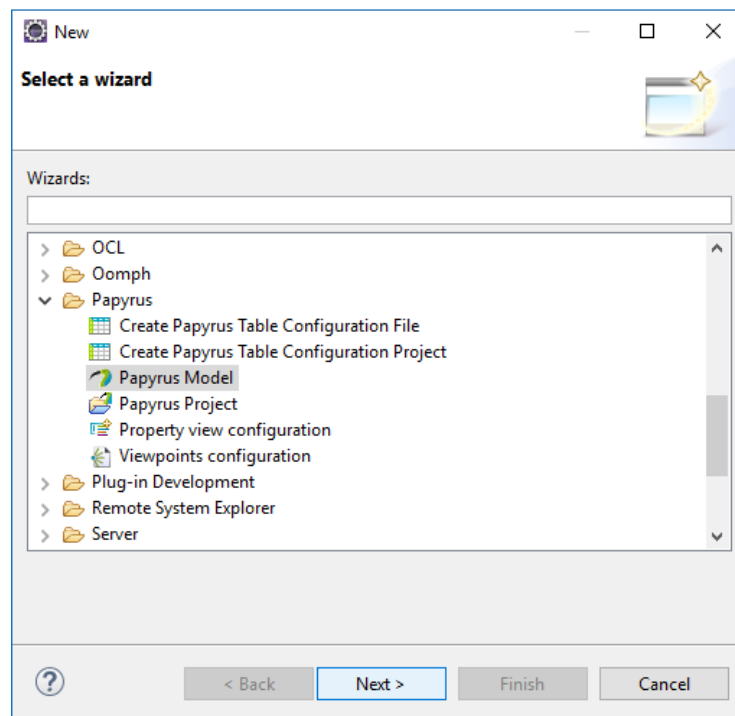 New
Select a wizard
Wizards:
OCL
Oomph
Papyrus
Create Papyrus Table Configuration File
Create Papyrus Table Configuration Project
Papyrus Model
Papyrus Project
Property view configuration
Viewpoints configuration
Plug-in Development
Remote System Explorer
Server
? < Back Next > Finish Cancel